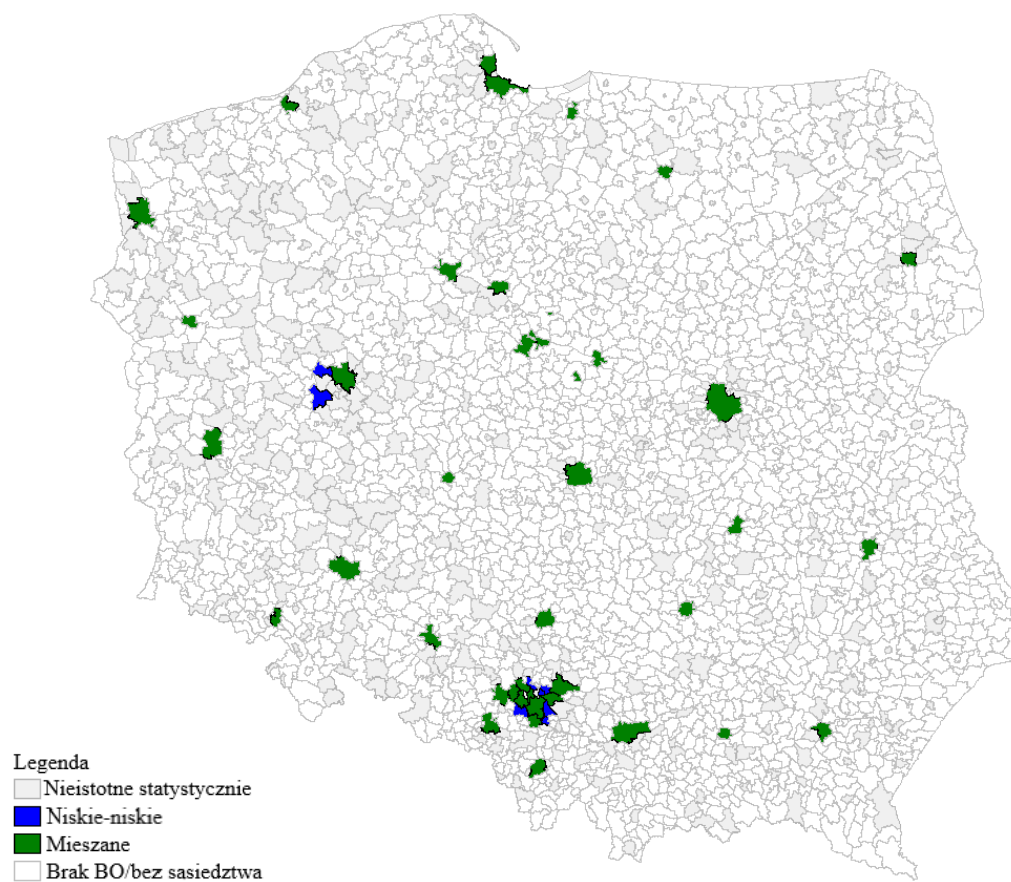 Legenda
Nieistotne statystycznie
Niskie-niskie
Mieszane
Brak BO/bez sasiedztwa